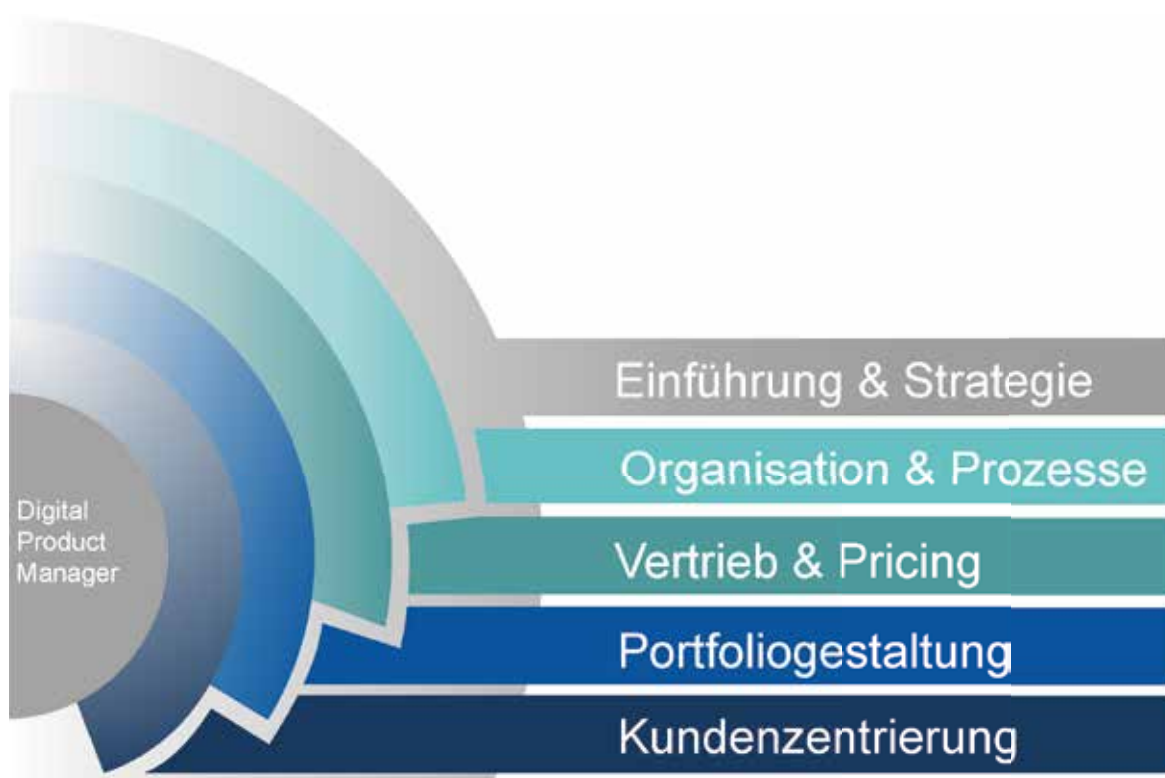 Einführung & Strategie
Organisation & Prozesse
Digital
Product
Manager
Vertrieb & Pricing
Portfoliogestaltung
Kundenzentrierung